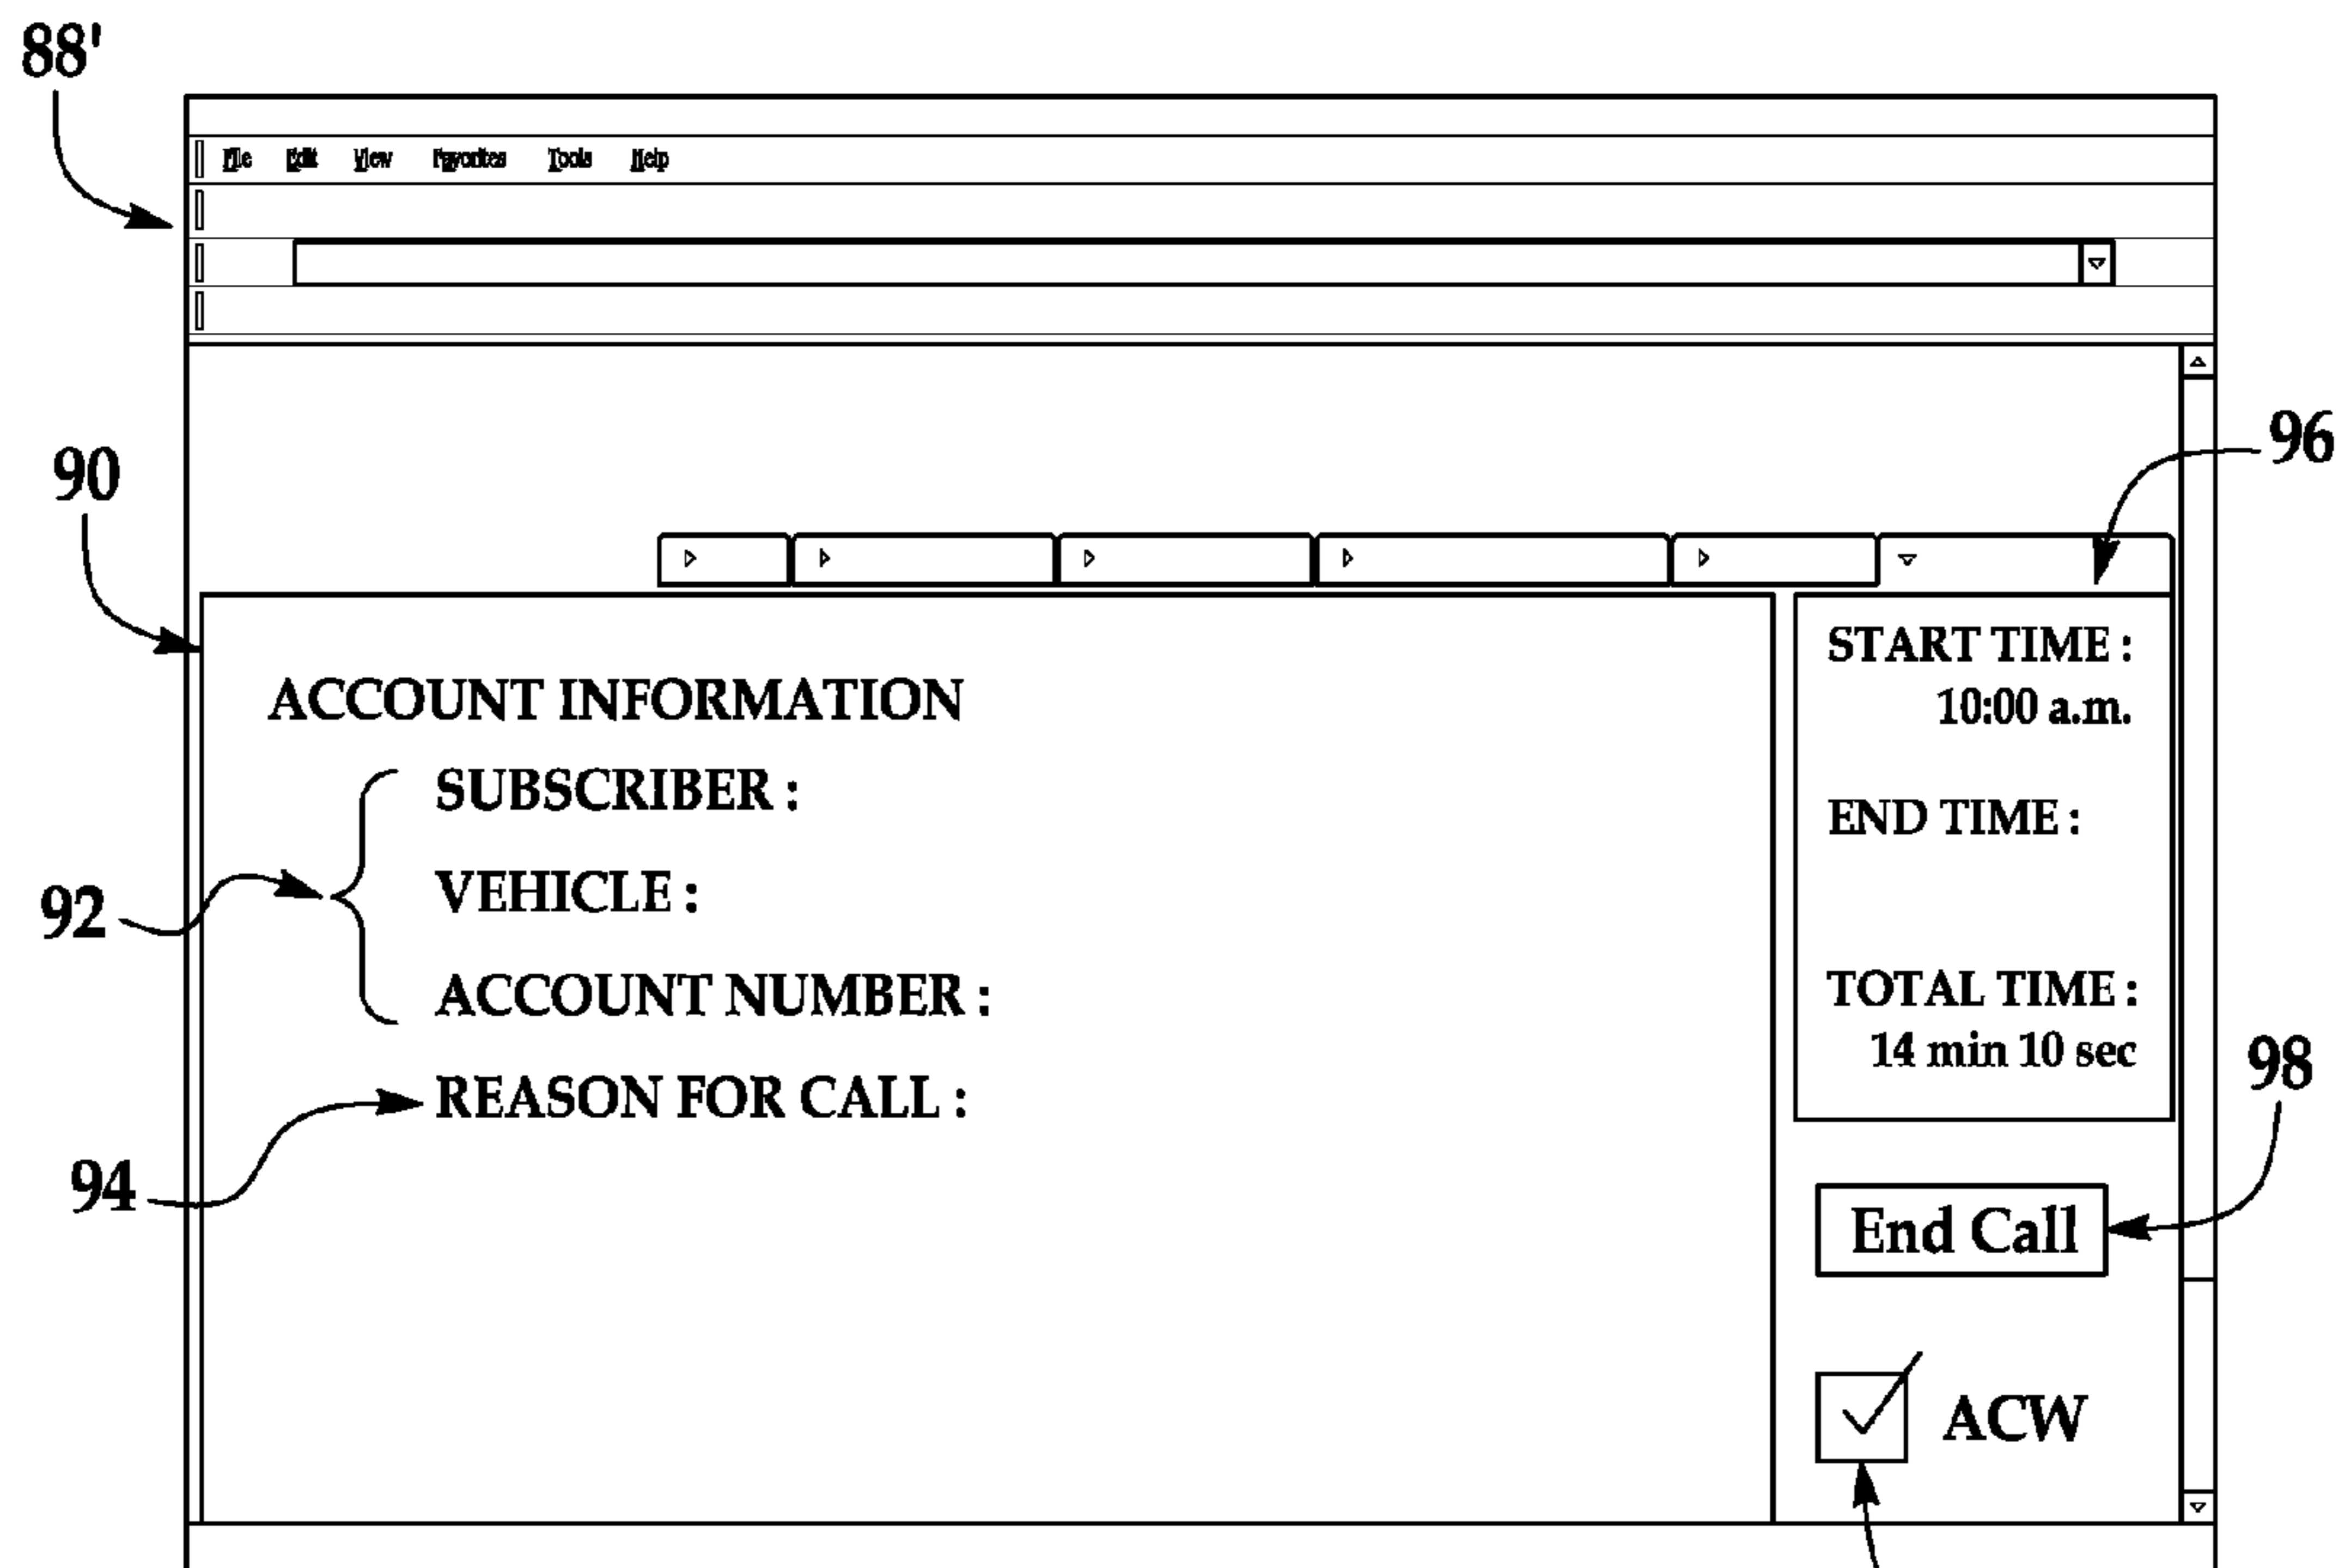 88'
File Edit View Favorites Tools Help
96
90
START TIME :
10:00 a.m.
ACCOUNT INFORMATION
SUBSCRIBER :
END TIME :
VEHICLE :
92
ACCOUNT NUMBER :
TOTAL TIME :
14 min 10 sec
98
REASON FOR CALL :
94
End Call
ACW